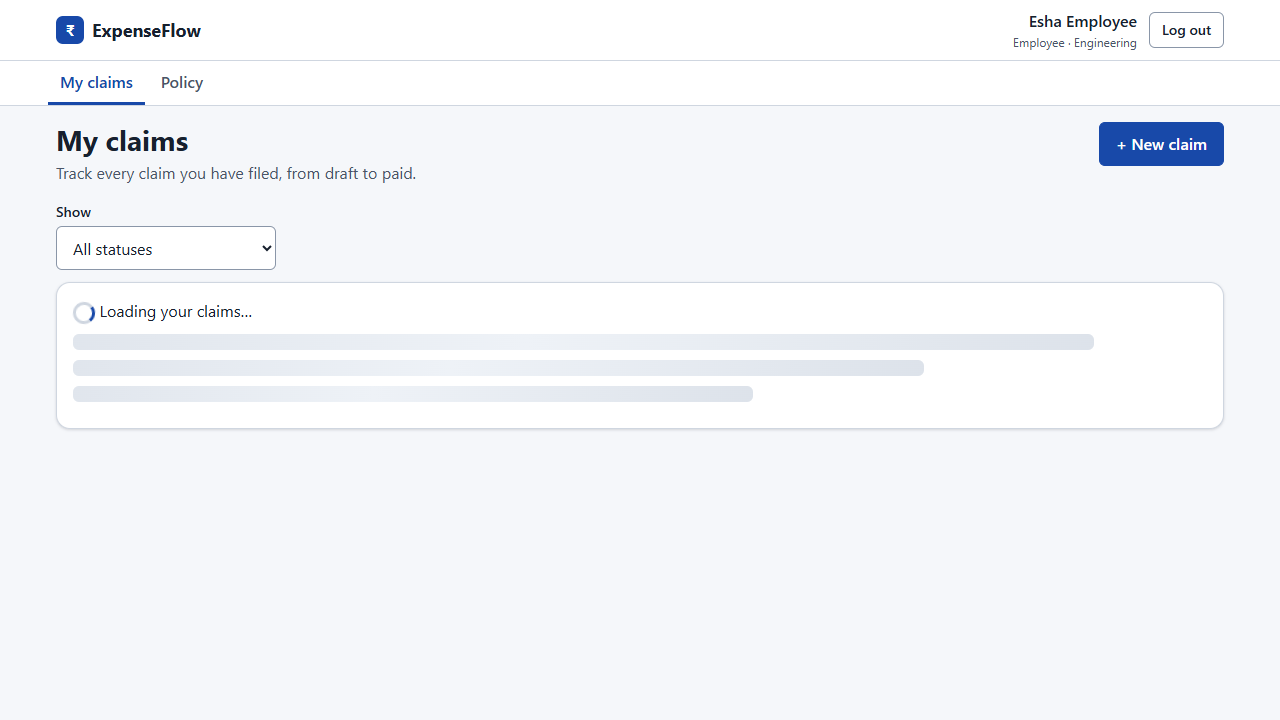 ₹ ExpenseFlow
Esha Employee
Employee · Engineering
Log out
My claims
Policy
My claims
Track every claim you have filed, from draft to paid.
+ New claim
Show
All statuses
Loading your claims…